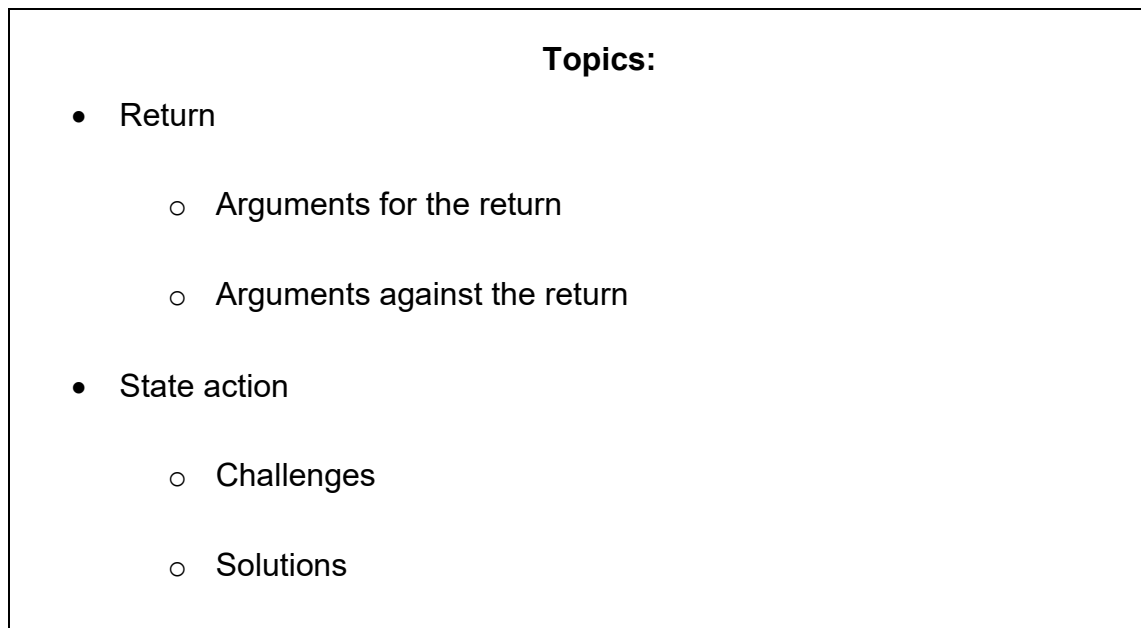 Topics:
• Return
o Arguments for the return
o Arguments against the return
• State action
o Challenges
o Solutions